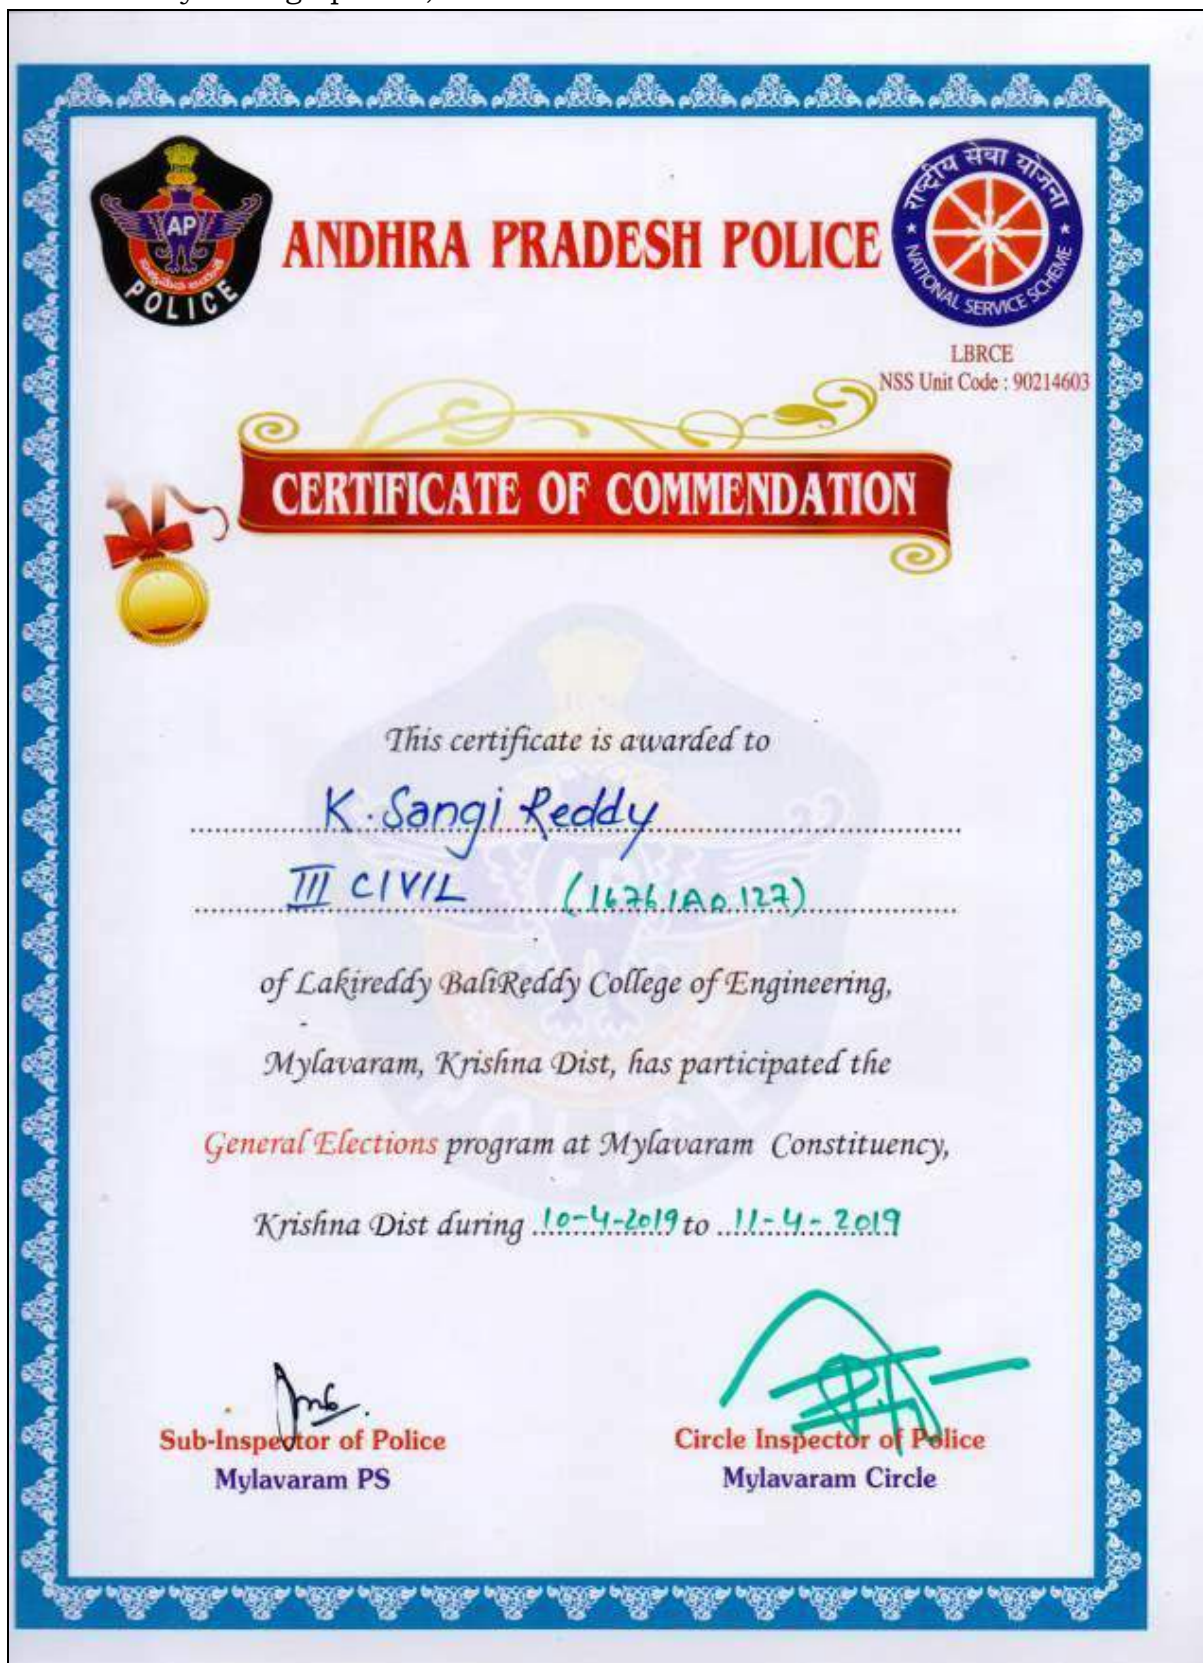 AP
POLICE
ANDHRA PRADESH POLICE
राष्ट्रीय सेवा योजना
NATIONAL SERVICE SCHEME
LBRCE
NSS Unit Code : 90214603
CERTIFICATE OF COMMENDATION
This certificate is awarded to
K. Sangi Reddy
III CIVIL (16761A0127)
of Lakireddy BaliReddy College of Engineering,
Mylavaram, Krishna Dist, has participated the
General Elections program at Mylavaram Constituency,
Krishna Dist during 10-4-2019 to 11-4-2019
Sub-Inspector of Police
Mylavaram PS
Circle Inspector of Police
Mylavaram Circle